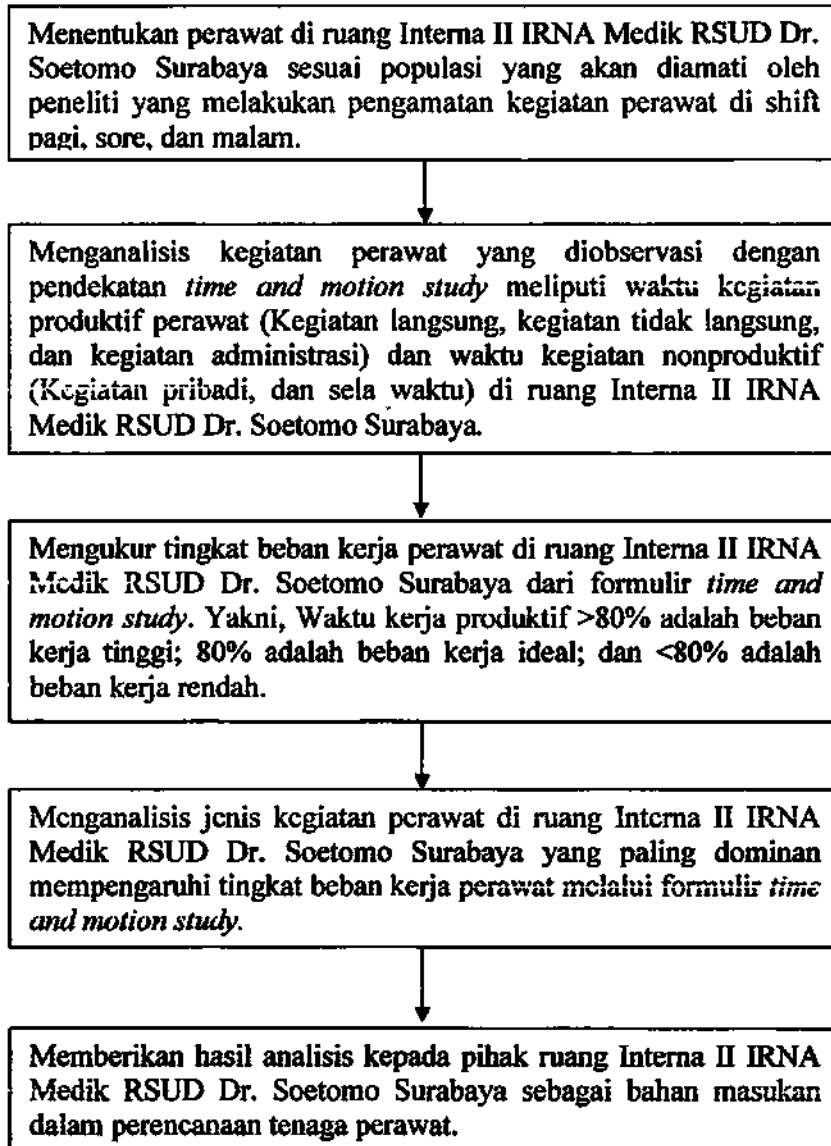 Menentukan perawat di ruang Interna II IRNA Medik RSUD Dr.
Soetomo Surabaya sesuai populasi yang akan diamati oleh
peneliti yang melakukan pengamatan kegiatan perawat di shift
pagi, sore, dan malam.
Menganalisis kegiatan perawat yang diobservasi dengan
pendekatan time and motion study meliputi waktu kegiatan
produktif perawat (Kegiatan langsung, kegiatan tidak langsung,
dan kegiatan administrasi) dan waktu kegiatan nonproduktif
(Kegiatan pribadi, dan sela waktu) di ruang Interna II IRNA
Medik RSUD Dr. Soetomo Surabaya.
Mengukur tingkat beban kerja perawat di ruang Interna II IRNA
Medik RSUD Dr. Soetomo Surabaya dari formulir time and
motion study. Yakni, Waktu kerja produktif >80% adalah beban
kerja tinggi; 80% adalah beban kerja ideal; dan <80% adalah
beban kerja rendah.
Menganalisis jenis kegiatan perawat di ruang Interna II IRNA
Medik RSUD Dr. Soetomo Surabaya yang paling dominan
mempengaruhi tingkat beban kerja perawat melalui formulir time
and motion study.
Memberikan hasil analisis kepada pihak ruang Interna II IRNA
Medik RSUD Dr. Soetomo Surabaya sebagai bahan masukan
dalam perencanaan tenaga perawat.